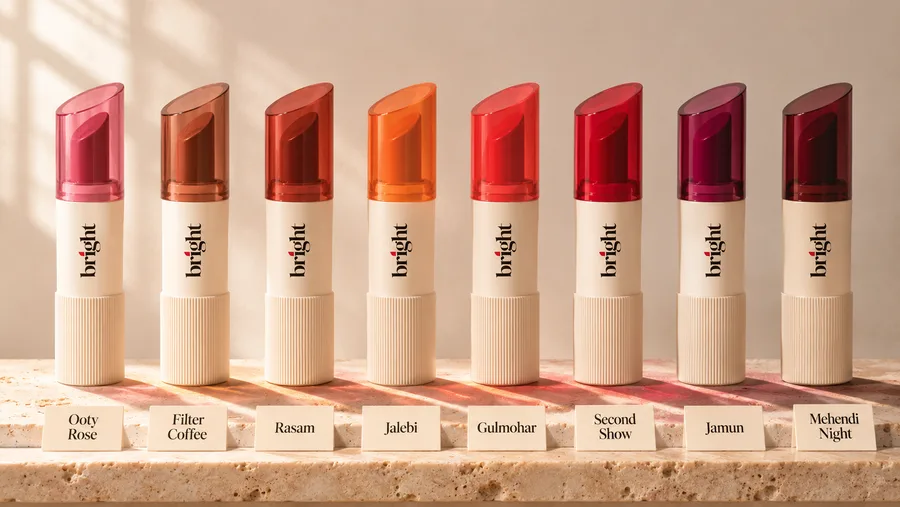 bright
bright
bright
bright
bright
bright
bright
bright
Ooty
Rose
Filter
Coffee
Rasam
Jalebi
Gulmohar
Second
Show
Jamun
Mehendi
Night